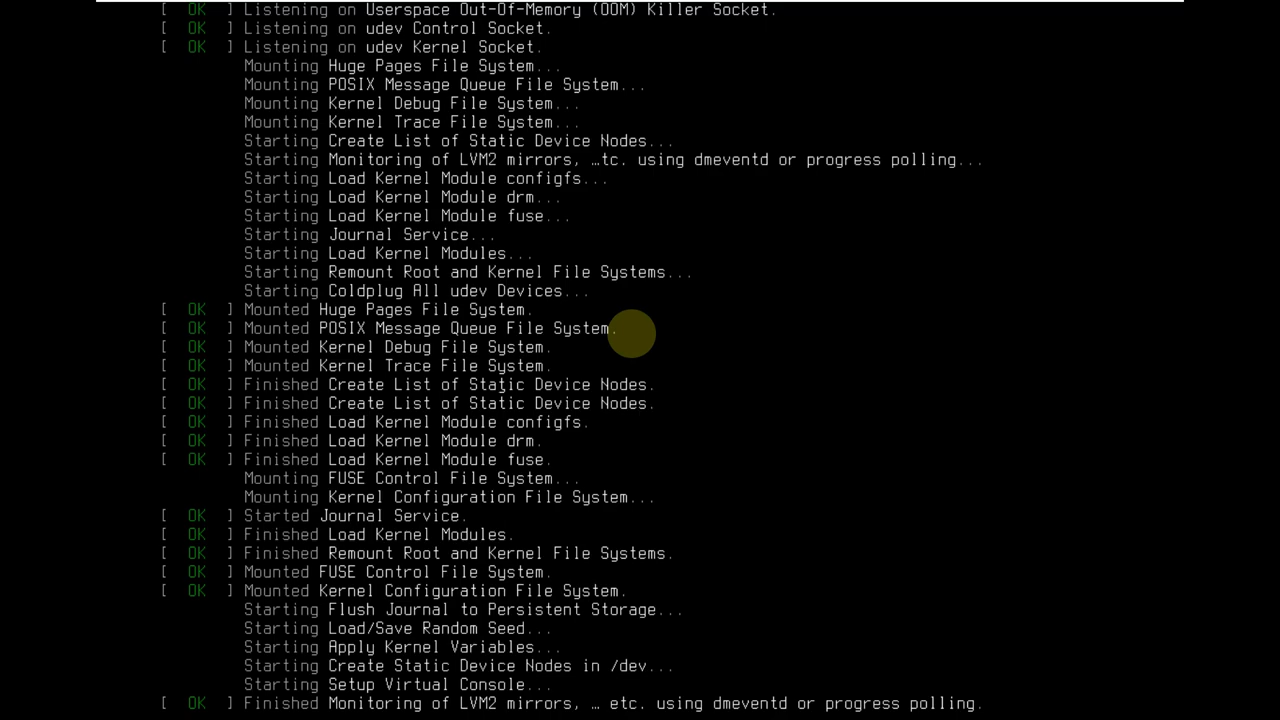 [  OK  ] Listening on Userspace Out-Of-Memory (OOM) Killer Socket.
[  OK  ] Listening on udev Control Socket.
[  OK  ] Listening on udev Kernel Socket.
Mounting Huge Pages File System...
Mounting POSIX Message Queue File System...
Mounting Kernel Debug File System...
Mounting Kernel Trace File System...
Starting Create List of Static Device Nodes...
Starting Monitoring of LVM2 mirrors, …tc. using dmeventd or progress polling...
Starting Load Kernel Module configfs...
Starting Load Kernel Module drm...
Starting Load Kernel Module fuse...
Starting Journal Service...
Starting Load Kernel Modules...
Starting Remount Root and Kernel File Systems...
Starting Coldplug All udev Devices...
[  OK  ] Mounted Huge Pages File System.
[  OK  ] Mounted POSIX Message Queue File System.
[  OK  ] Mounted Kernel Debug File System.
[  OK  ] Mounted Kernel Trace File System.
[  OK  ] Finished Create List of Static Device Nodes.
[  OK  ] Finished Create List of Static Device Nodes.
[  OK  ] Finished Load Kernel Module configfs.
[  OK  ] Finished Load Kernel Module drm.
[  OK  ] Finished Load Kernel Module fuse.
Mounting FUSE Control File System...
Mounting Kernel Configuration File System...
[  OK  ] Started Journal Service.
[  OK  ] Finished Load Kernel Modules.
[  OK  ] Finished Remount Root and Kernel File Systems.
[  OK  ] Mounted FUSE Control File System.
[  OK  ] Mounted Kernel Configuration File System.
Starting Flush Journal to Persistent Storage...
Starting Load/Save Random Seed...
Starting Apply Kernel Variables...
Starting Create Static Device Nodes in /dev...
Starting Setup Virtual Console...
[  OK  ] Finished Monitoring of LVM2 mirrors, … etc. using dmeventd or progress polling.